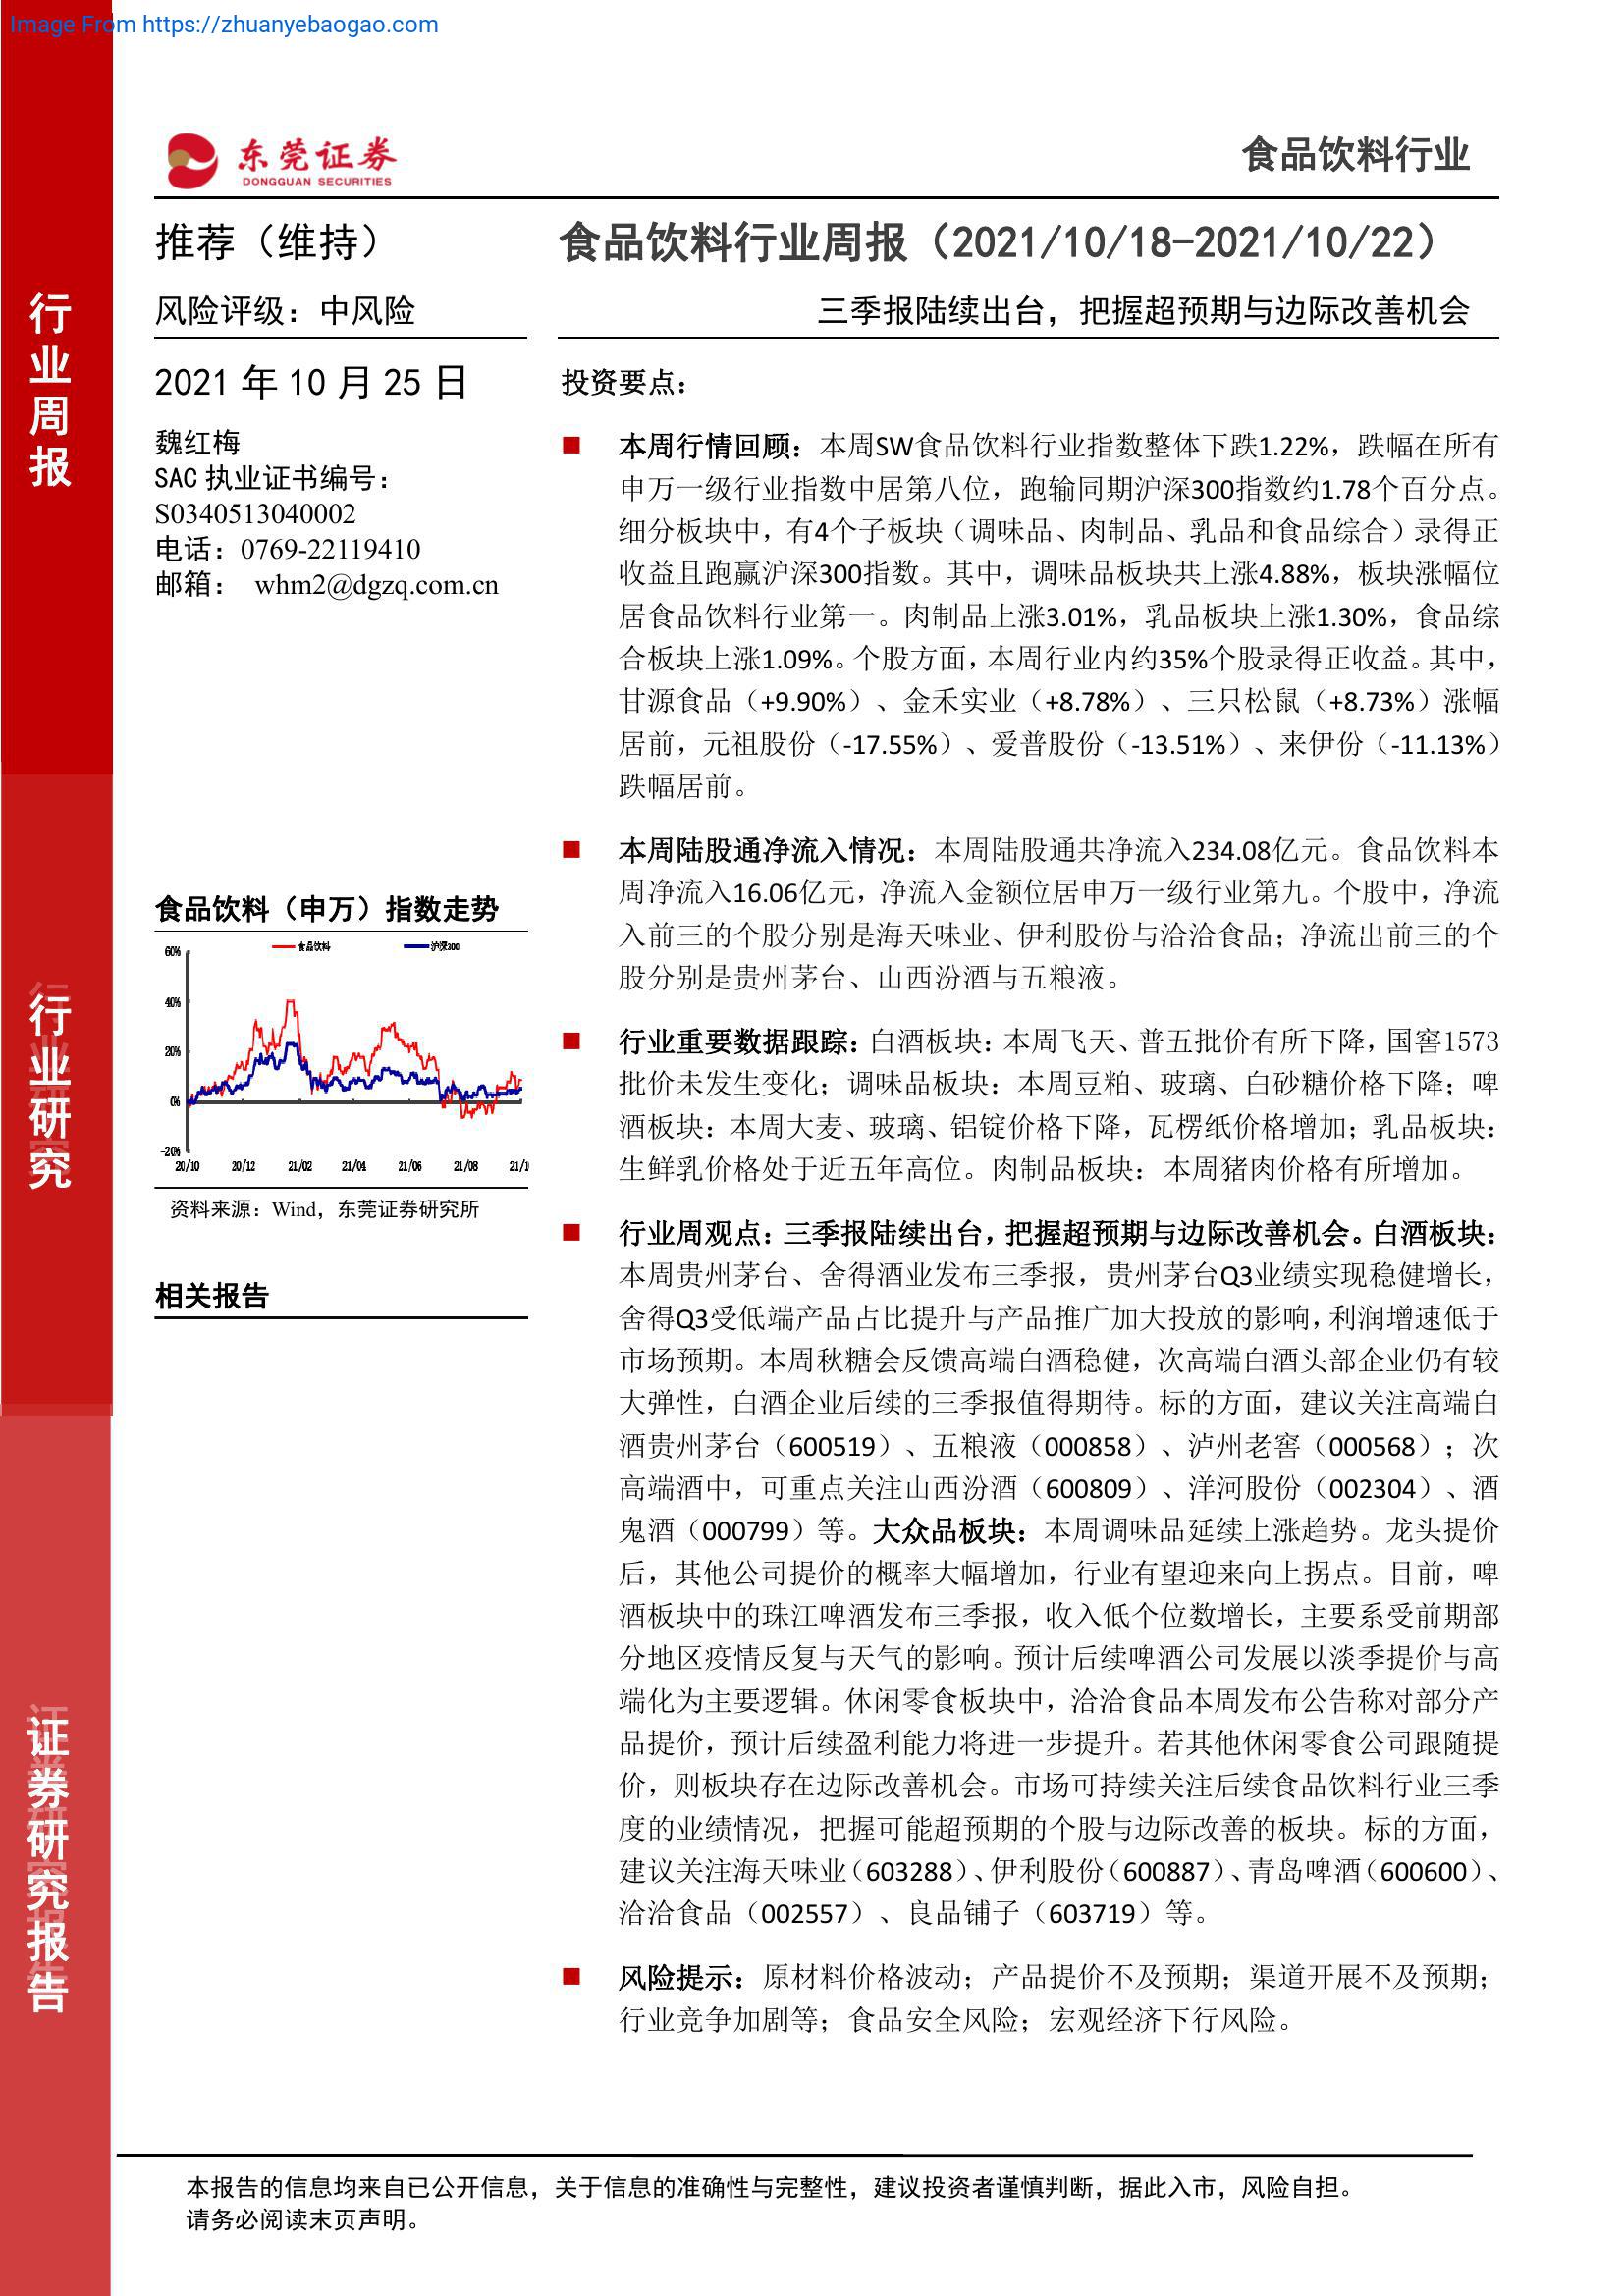 Image From https://zhuanyebaogao.com
东莞证券
DONGGUAN SECURITIES
食品饮料行业
行业周报
行业研究
证券研究报告
推荐（维持）
风险评级：中风险
2021 年 10 月 25 日
魏红梅
SAC 执业证书编号：
S0340513040002
电话：0769-22119410
邮箱： whm2@dgzq.com.cn
食品饮料（申万）指数走势
食品饮料 沪深300
60%
40%
20%
0%
-20%
20/10 20/12 21/02 21/04 21/06 21/08 21/1
资料来源：Wind，东莞证券研究所
相关报告
食品饮料行业周报（2021/10/18-2021/10/22）
三季报陆续出台，把握超预期与边际改善机会
投资要点：
■ 本周行情回顾：本周SW食品饮料行业指数整体下跌1.22%，跌幅在所有
申万一级行业指数中居第八位，跑输同期沪深300指数约1.78个百分点。
细分板块中，有4个子板块（调味品、肉制品、乳品和食品综合）录得正
收益且跑赢沪深300指数。其中，调味品板块共上涨4.88%，板块涨幅位
居食品饮料行业第一。肉制品上涨3.01%，乳品板块上涨1.30%，食品综
合板块上涨1.09%。个股方面，本周行业内约35%个股录得正收益。其中，
甘源食品（+9.90%）、金禾实业（+8.78%）、三只松鼠（+8.73%）涨幅
居前，元祖股份（-17.55%）、爱普股份（-13.51%）、来伊份（-11.13%）
跌幅居前。
■ 本周陆股通净流入情况：本周陆股通共净流入234.08亿元。食品饮料本
周净流入16.06亿元，净流入金额位居申万一级行业第九。个股中，净流
入前三的个股分别是海天味业、伊利股份与洽洽食品；净流出前三的个
股分别是贵州茅台、山西汾酒与五粮液。
■ 行业重要数据跟踪：白酒板块：本周飞天、普五批价有所下降，国窖1573
批价未发生变化；调味品板块：本周豆粕、玻璃、白砂糖价格下降；啤
酒板块：本周大麦、玻璃、铝锭价格下降，瓦楞纸价格增加；乳品板块：
生鲜乳价格处于近五年高位。肉制品板块：本周猪肉价格有所增加。
■ 行业周观点：三季报陆续出台，把握超预期与边际改善机会。白酒板块：
本周贵州茅台、舍得酒业发布三季报，贵州茅台Q3业绩实现稳健增长，
舍得Q3受低端产品占比提升与产品推广加大投放的影响，利润增速低于
市场预期。本周秋糖会反馈高端白酒稳健，次高端白酒头部企业仍有较
大弹性，白酒企业后续的三季报值得期待。标的方面，建议关注高端白
酒贵州茅台（600519）、五粮液（000858）、泸州老窖（000568）；次
高端酒中，可重点关注山西汾酒（600809）、洋河股份（002304）、酒
鬼酒（000799）等。大众品板块：本周调味品延续上涨趋势。龙头提价
后，其他公司提价的概率大幅增加，行业有望迎来向上拐点。目前，啤
酒板块中的珠江啤酒发布三季报，收入低个位数增长，主要系受前期部
分地区疫情反复与天气的影响。预计后续啤酒公司发展以淡季提价与高
端化为主要逻辑。休闲零食板块中，洽洽食品本周发布公告称对部分产
品提价，预计后续盈利能力将进一步提升。若其他休闲零食公司跟随提
价，则板块存在边际改善机会。市场可持续关注后续食品饮料行业三季
度的业绩情况，把握可能超预期的个股与边际改善的板块。标的方面，
建议关注海天味业（603288）、伊利股份（600887）、青岛啤酒（600600）、
洽洽食品（002557）、良品铺子（603719）等。
■ 风险提示：原材料价格波动；产品提价不及预期；渠道开展不及预期；
行业竞争加剧等；食品安全风险；宏观经济下行风险。
本报告的信息均来自已公开信息，关于信息的准确性与完整性，建议投资者谨慎判断，据此入市，风险自担。
请务必阅读末页声明。